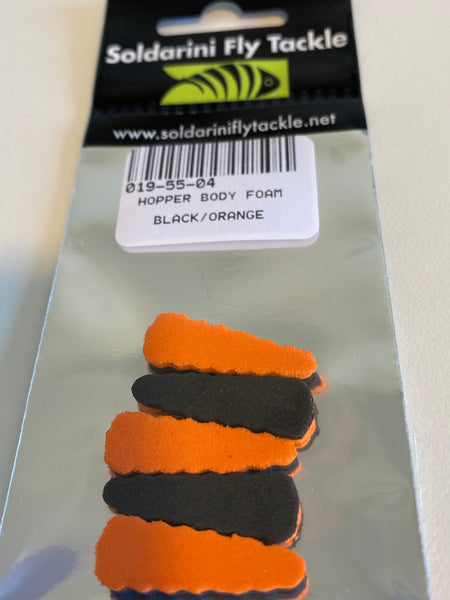 Soldarini Fly Tackle
www.soldariniflytackle.net
019-55-04
HOPPER BODY FOAM
BLACK/ORANGE